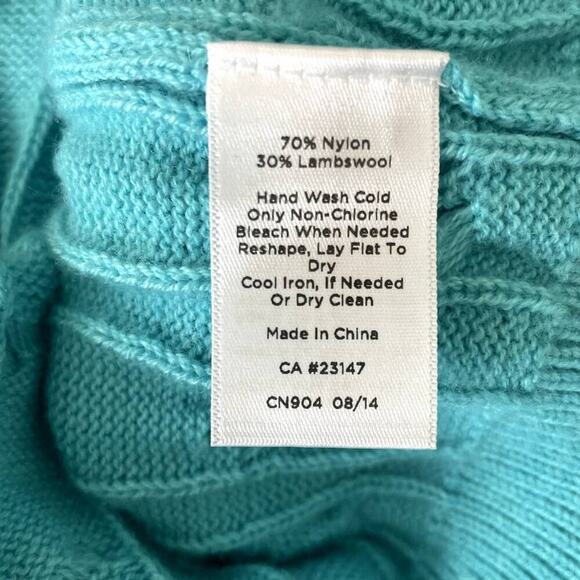 70% Nylon
30% Lambswool
Hand Wash Cold
Only Non-Chlorine
Bleach When Needed
Reshape, Lay Flat To
Dry
Cool Iron, If Needed
Or Dry Clean
Made In China
CA #23147
CN904 08/14